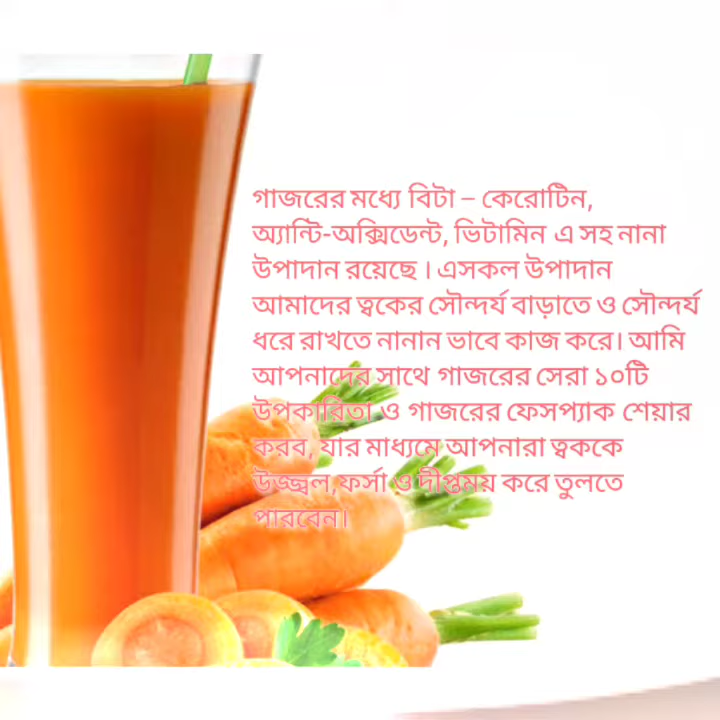 গাজরের মধ্যে বিটা – কেরোটিন,
অ্যান্টি-অক্সিডেন্ট, ভিটামিন এ সহ নানা
উপাদান রয়েছে । এসকল উপাদান
আমাদের ত্বকের সৌন্দর্য বাড়াতে ও সৌন্দর্য
ধরে রাখতে নানান ভাবে কাজ করে। আমি
আপনাদের সাথে গাজরের সেরা ১০টি
উপকারিতা ও গাজরের ফেসপ্যাক শেয়ার
করব, যার মাধ্যমে আপনারা ত্বককে
উজ্জ্বল,ফর্সা ও দীপ্তময় করে তুলতে
পারবেন।